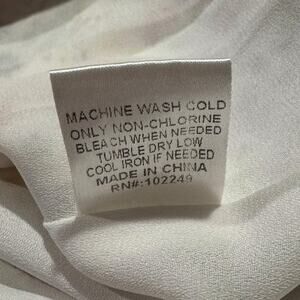 MACHINE WASH COLD
ONLY NON-CHLORINE
BLEACH WHEN NEEDED
TUMBLE DRY LOW
COOL IRON IF NEEDED
MADE IN CHINA
RN#:102249